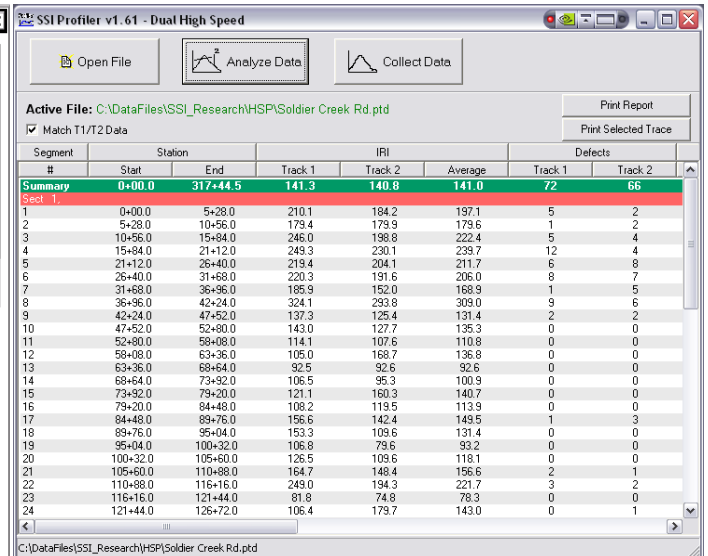 SSI Profiler v1.61 - Dual High Speed
Open File Analyze Data Collect Data
Active File: C:\DataFiles\SSI_Research\HSP\Soldier Creek Rd.ptd Print Report
Match T1/T2 Data Print Selected Trace
Segment Station IRI Defects
# Start End Track 1 Track 2 Average Track 1 Track 2
Summary 0+00.0 317+44.5 141.3 140.8 141.0 72 66
Sect 1,
1 0+00.0 5+28.0 210.1 184.2 197.1 5 2
2 5+28.0 10+56.0 179.4 179.9 179.6 1 2
3 10+56.0 15+84.0 246.0 198.8 222.4 5 4
4 15+84.0 21+12.0 249.3 230.1 239.7 12 4
5 21+12.0 26+40.0 219.4 204.1 211.7 6 8
6 26+40.0 31+68.0 220.3 191.6 206.0 8 7
7 31+68.0 36+96.0 185.9 152.0 168.9 1 5
8 36+96.0 42+24.0 324.1 293.8 309.0 9 6
9 42+24.0 47+52.0 137.3 125.4 131.4 2 2
10 47+52.0 52+80.0 143.0 127.7 135.3 0 0
11 52+80.0 58+08.0 114.1 107.6 110.8 0 0
12 58+08.0 63+36.0 105.0 168.7 136.8 0 0
13 63+36.0 68+64.0 92.5 92.6 92.6 0 0
14 68+64.0 73+92.0 106.5 95.3 100.9 0 0
15 73+92.0 79+20.0 121.1 160.3 140.7 0 0
16 79+20.0 84+48.0 108.2 119.5 113.9 0 0
17 84+48.0 89+76.0 156.6 142.4 149.5 1 3
18 89+76.0 95+04.0 153.3 109.6 131.4 0 0
19 95+04.0 100+32.0 106.8 79.6 93.2 0 0
20 100+32.0 105+60.0 126.5 109.6 118.1 0 0
21 105+60.0 110+88.0 164.7 148.4 156.6 2 1
22 110+88.0 116+16.0 249.0 194.3 221.7 3 2
23 116+16.0 121+44.0 81.8 74.8 78.3 0 0
24 121+44.0 126+72.0 106.4 179.7 143.0 0 1
C:\DataFiles\SSI_Research\HSP\Soldier Creek Rd.ptd